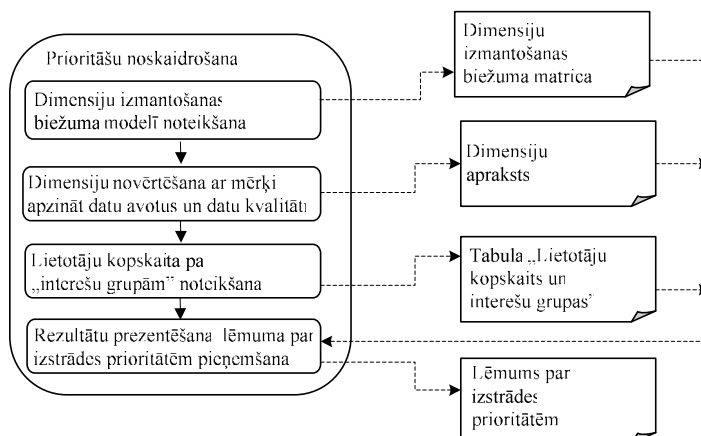 Prioritāšu noskaidrošana
Dimensiju izmantošanas
biežuma modelī noteikšana
Dimensiju novērtēšana ar mērķi
apzināt datu avotus un datu kvalitāti
Lietotāju kopskaita pa
„interešu grupām” noteikšana
Rezultātu prezentēšana lēmuma par
izstrādes prioritātēm pieņemšana
Dimensiju
izmantošanas
biežuma matrica
Dimensiju
apraksts
Tabula „Lietotāju
kopskaits un
interešu grupas”
Lēmums par
izstrādes
prioritātēm